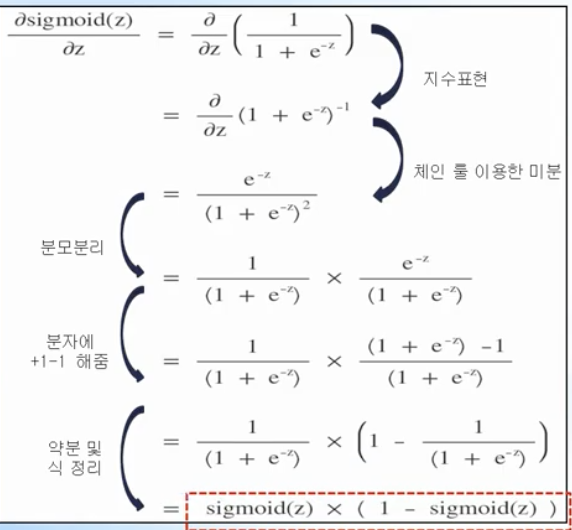 ∂sigmoid(z)/∂z = ∂/∂z (1/(1 + e⁻ᶻ))
지수표현
= ∂/∂z (1 + e⁻ᶻ)⁻¹
체인 룰 이용한 미분
= e⁻ᶻ/(1 + e⁻ᶻ)²
분모분리
= 1/(1 + e⁻ᶻ) × e⁻ᶻ/(1 + e⁻ᶻ)
분자에
+1-1 해줌
= 1/(1 + e⁻ᶻ) × ((1 + e⁻ᶻ) -1)/(1 + e⁻ᶻ)
약분 및
식 정리
= 1/(1 + e⁻ᶻ) × (1 - 1/(1 + e⁻ᶻ))
= sigmoid(z) × ( 1 - sigmoid(z) )